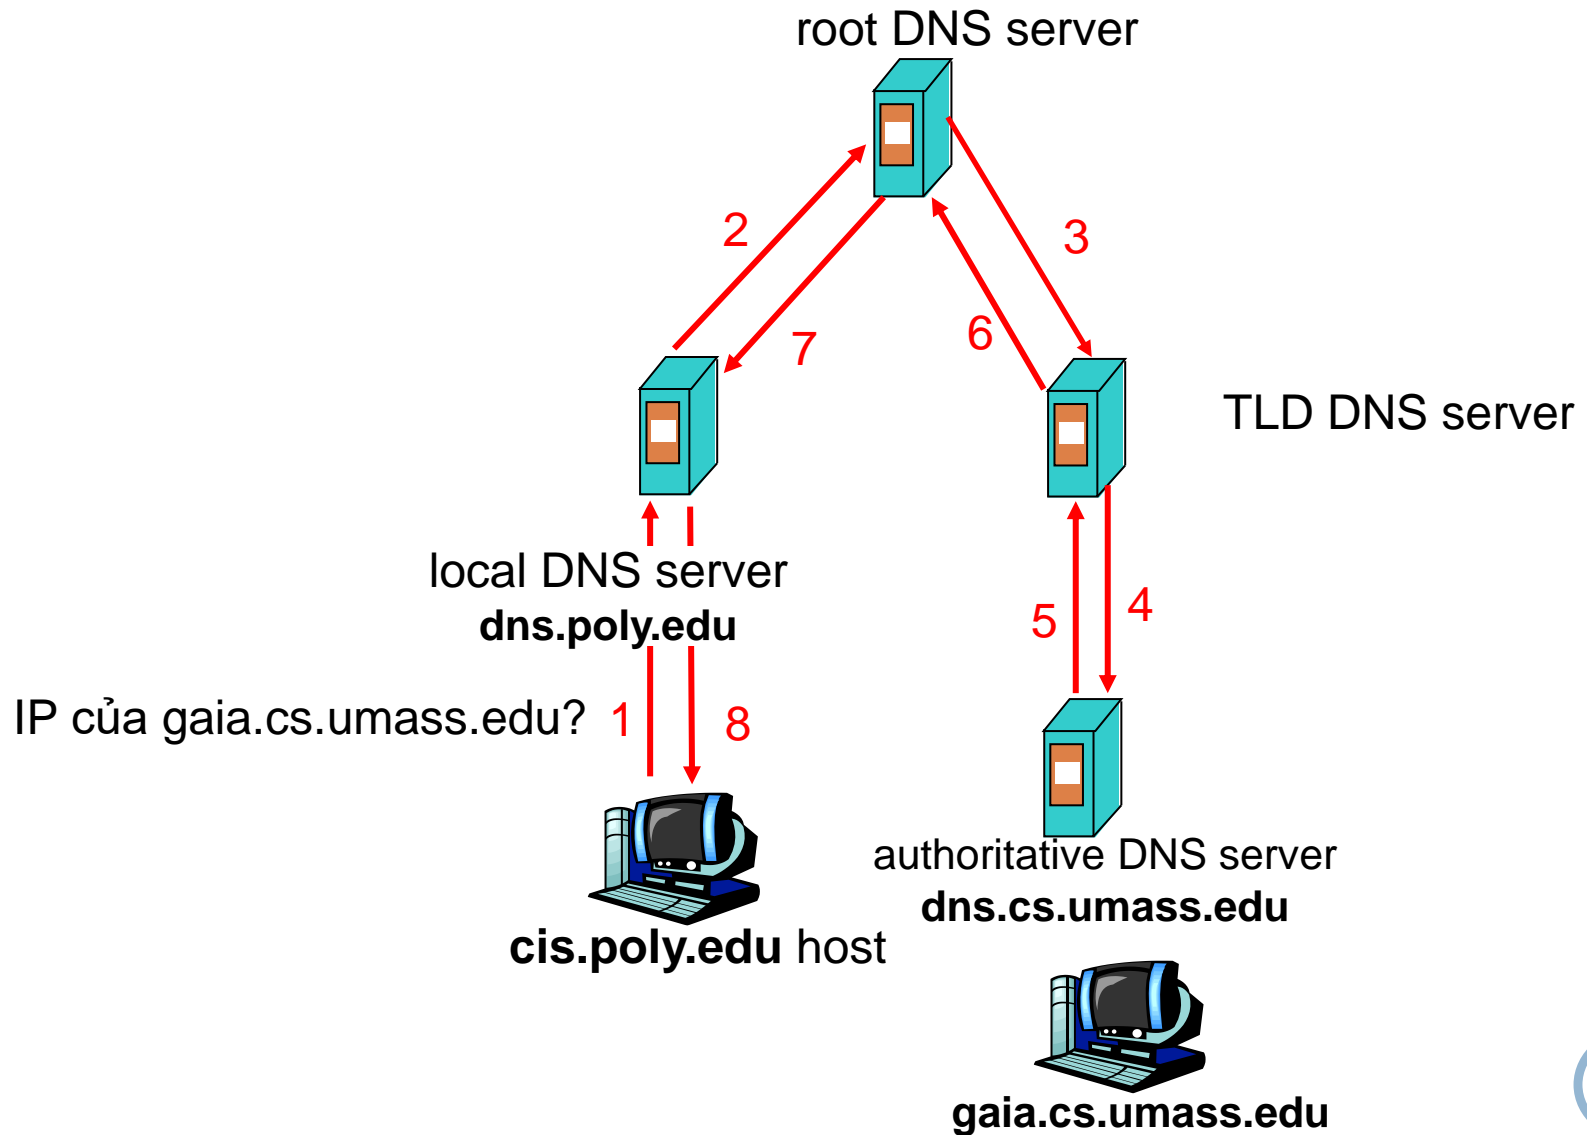 root DNS server
2
3
7
6
TLD DNS server
local DNS server
dns.poly.edu
5
4
IP của gaia.cs.umass.edu?
1
8
authoritative DNS server
dns.cs.umass.edu
cis.poly.edu host
gaia.cs.umass.edu